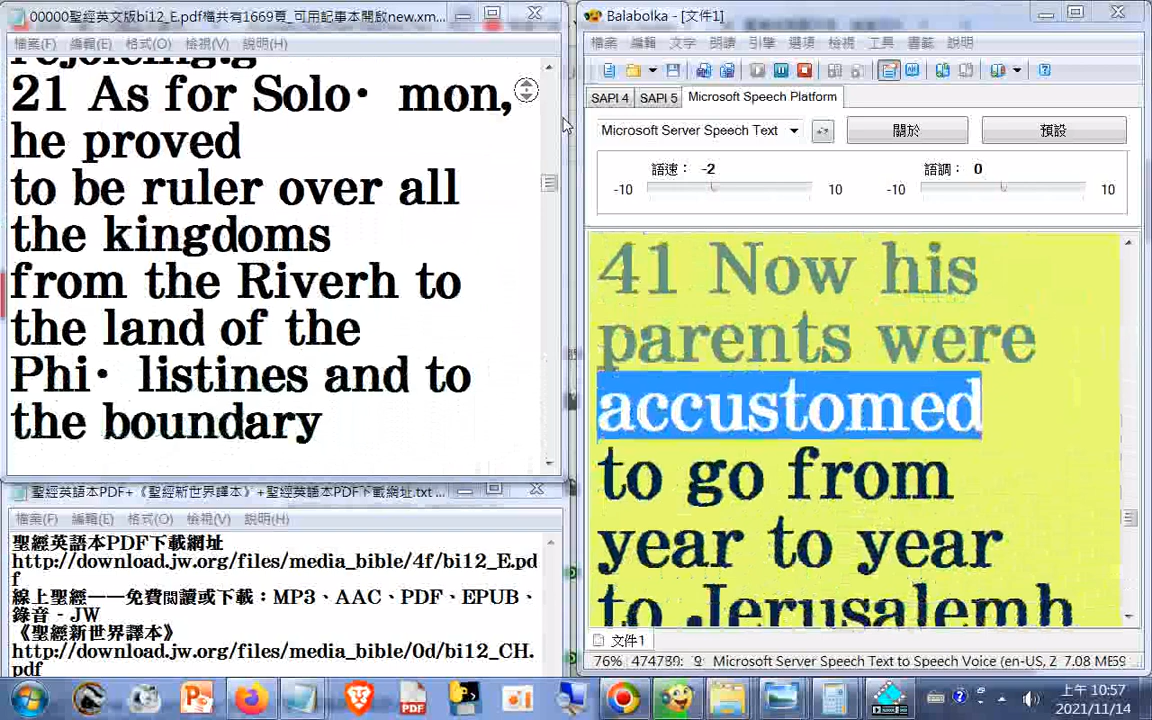 00000聖經英文版bi12_E.pdf檔共有1669頁_可用記事本開啟new.xm...
檔案(F) 編輯(E) 格式(O) 檢視(V) 說明(H)
rejoicing.g
21 As for Solo· mon,
he proved
to be ruler over all
the kingdoms
from the Riverh to
the land of the
Phi· listines and to
the boundary
聖經英語本PDF+《聖經新世界譯本》+聖經英語本PDF下載網址.txt ...
檔案(F) 編輯(E) 格式(O) 檢視(V) 說明(H)
聖經英語本PDF下載網址
http://download.jw.org/files/media_bible/4f/bi12_E.pd
f
線上聖經——免費閱讀或下載：MP3、AAC、PDF、EPUB、
錄音 - JW
《聖經新世界譯本》
http://download.jw.org/files/media_bible/0d/bi12_CH.
pdf
Balabolka - [文件1]
檔案 編輯 文字 朗讀 引擎 選項 檢視 工具 書籤 說明
SAPI 4 SAPI 5 Microsoft Speech Platform
Microsoft Server Speech Text 關於 預設
語速： -2 語調： 0
-10 10 -10 10
41 Now his
parents were
accustomed
to go from
year to year
to Jerusalemh
文件1
76% 474789: Microsoft Server Speech Text to Speech Voice (en-US, Z 7.08 ME59
PDF
上午 10:57
2021/11/14